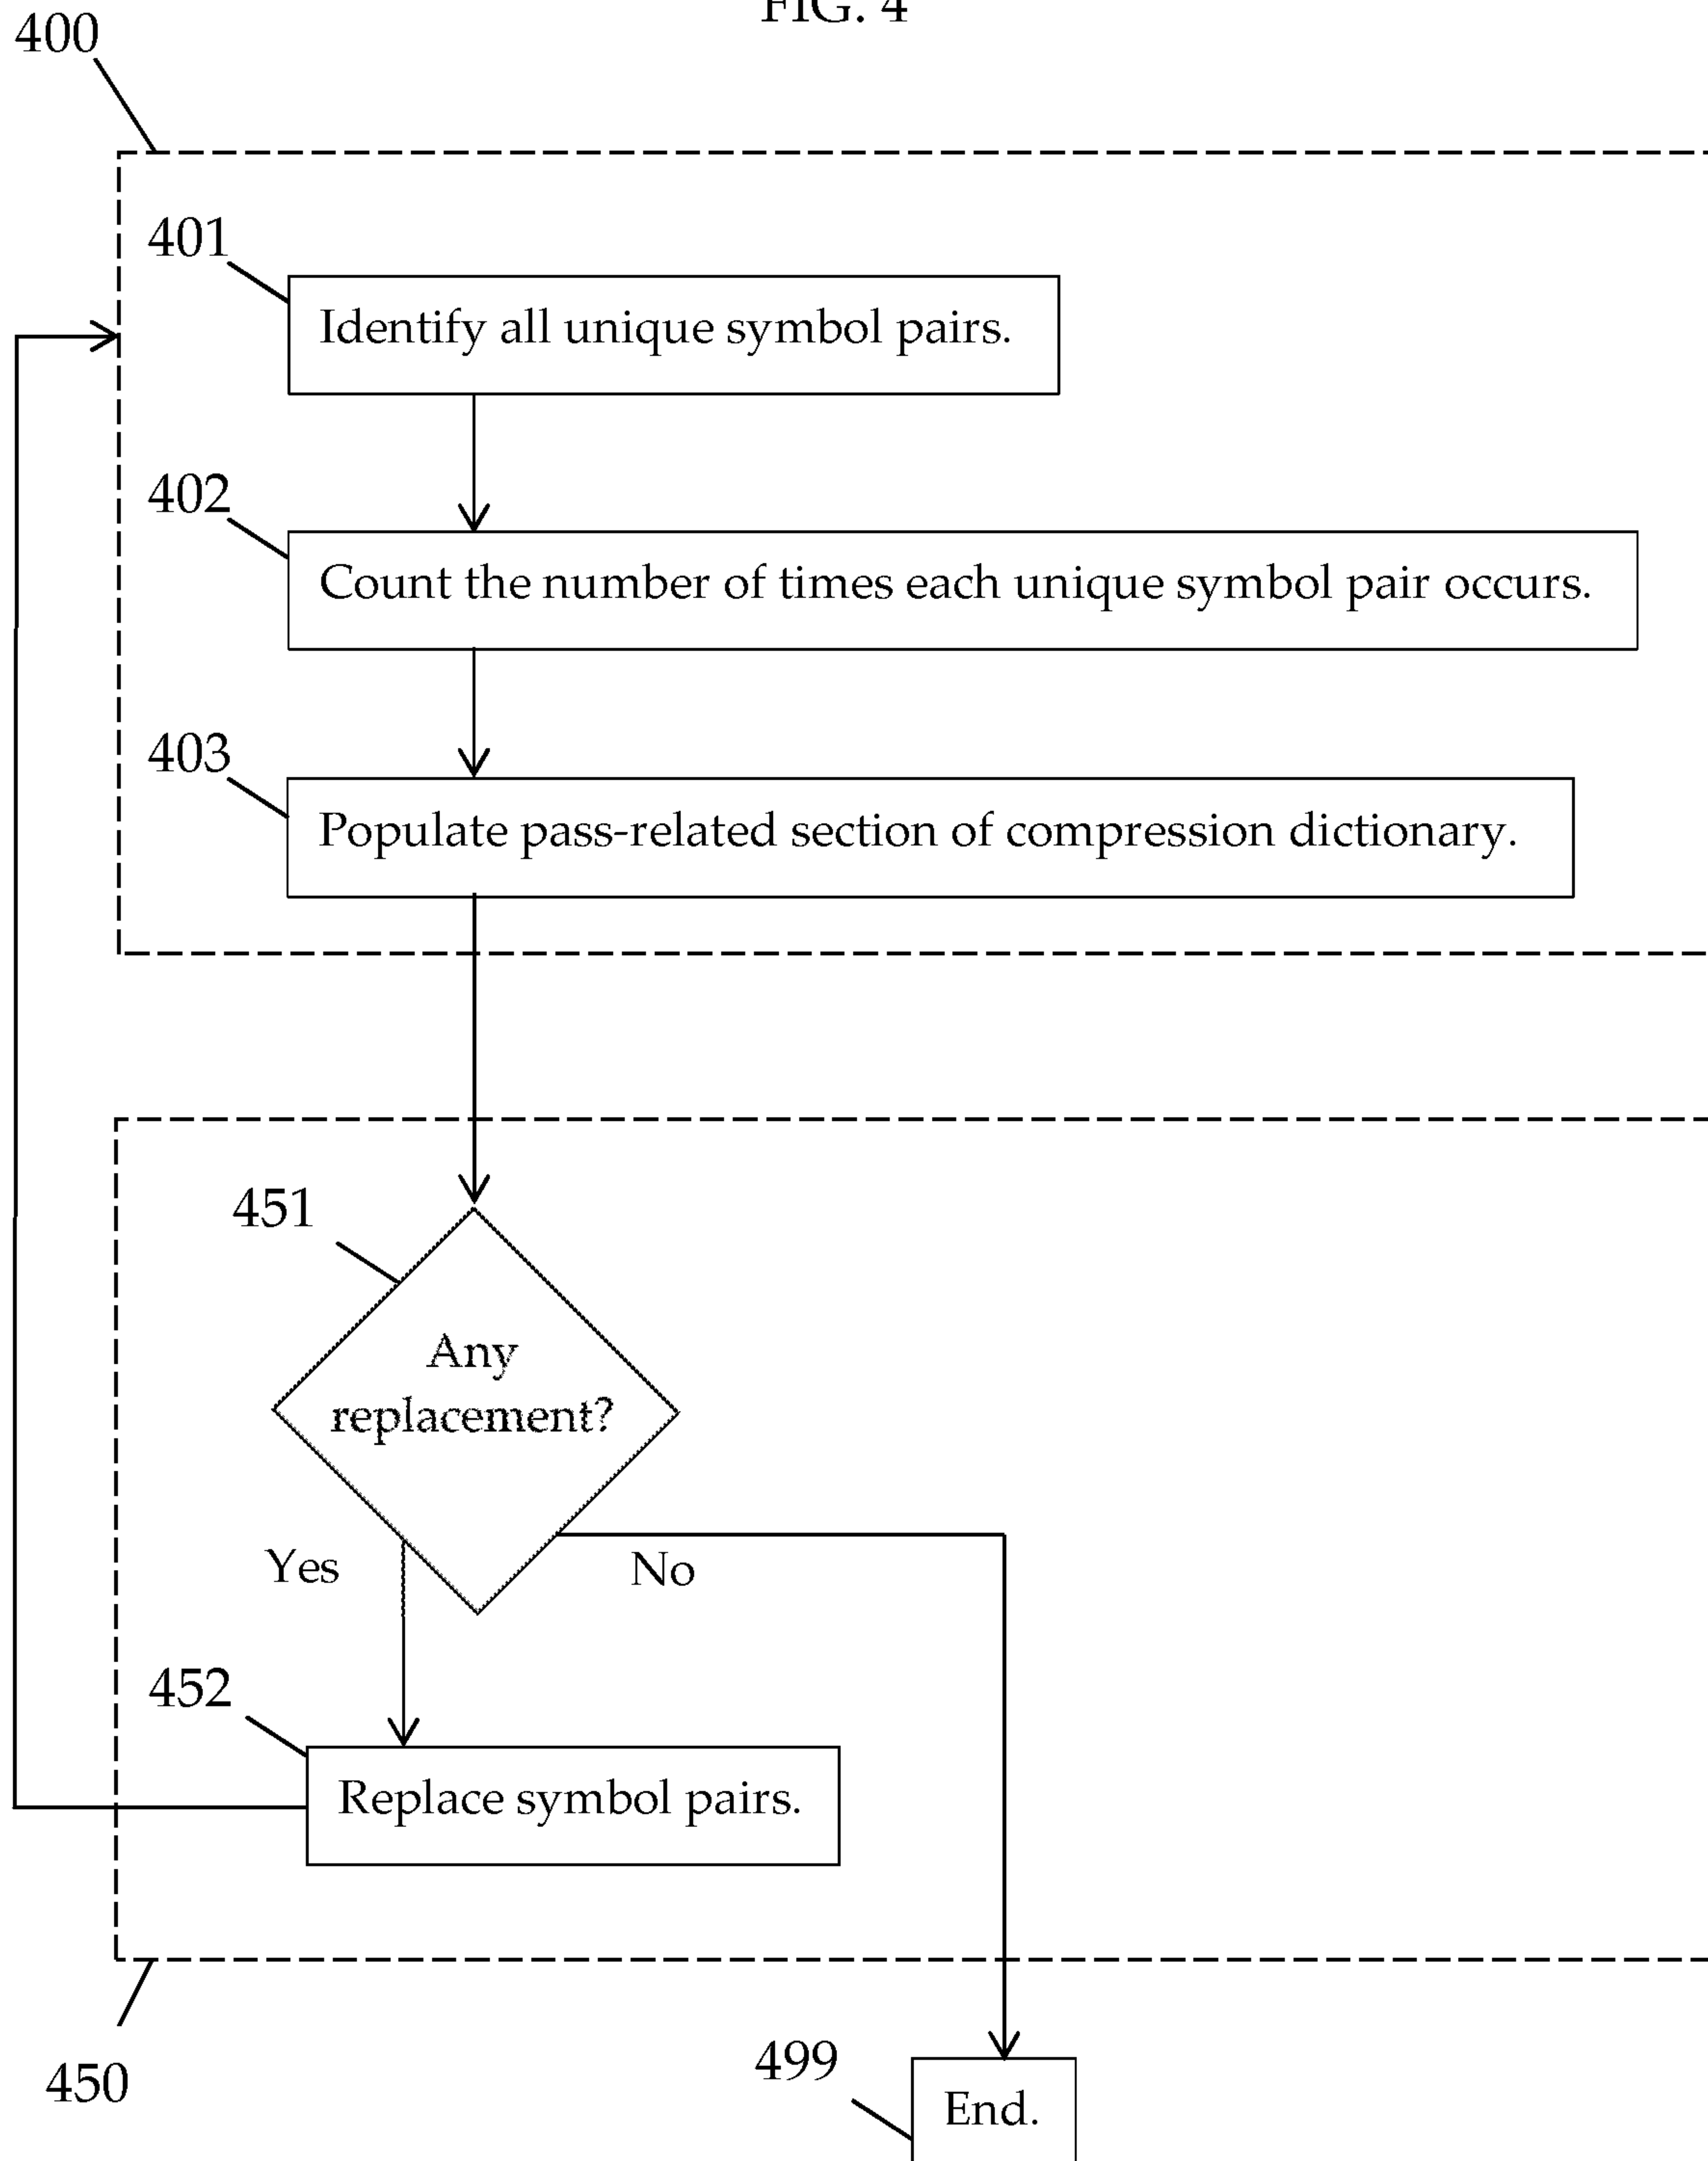 FIG. 4
400
401
Identify all unique symbol pairs.
402
Count the number of times each unique symbol pair occurs.
403
Populate pass-related section of compression dictionary.
451
Any
replacement?
Yes
No
452
Replace symbol pairs.
450
499
End.